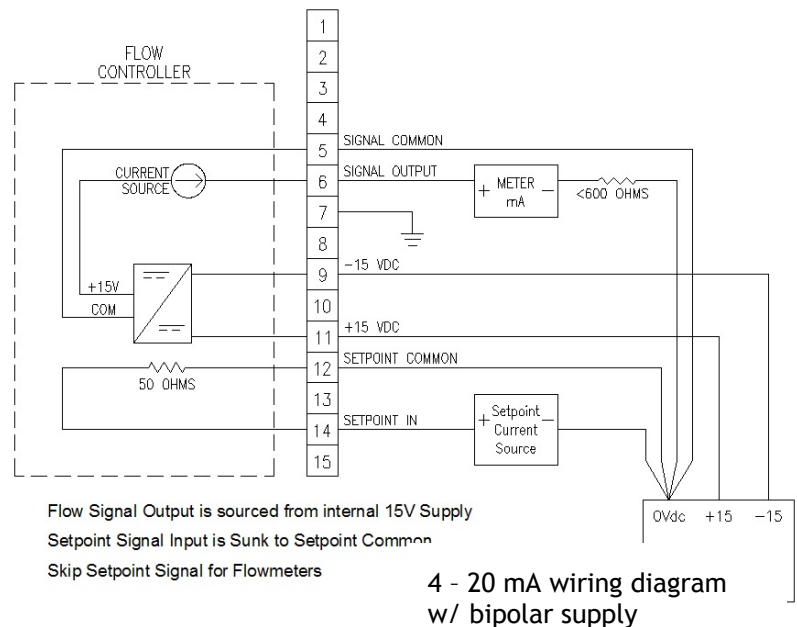 FLOW
CONTROLLER
1
2
3
4
5
6
7
8
9
10
11
12
13
14
15
SIGNAL COMMON
CURRENT
SOURCE
SIGNAL OUTPUT
+ METER −
mA
<600 OHMS
-15 VDC
+15V
COM
+15 VDC
SETPOINT COMMON
50 OHMS
SETPOINT IN
+ Setpoint −
Current
Source
Flow Signal Output is sourced from internal 15V Supply
Setpoint Signal Input is Sunk to Setpoint Common
Skip Setpoint Signal for Flowmeters
0Vdc +15 −15
4 – 20 mA wiring diagram
w/ bipolar supply